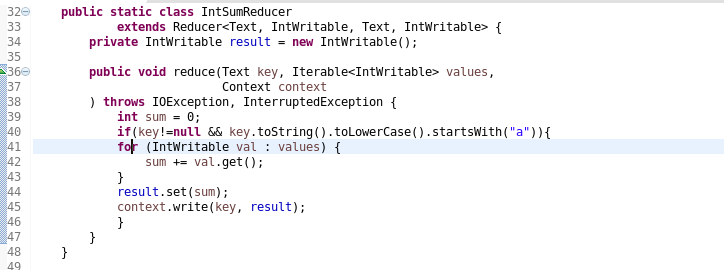 32 public static class IntSumReducer
33 extends Reducer<Text, IntWritable, Text, IntWritable> {
34 private IntWritable result = new IntWritable();
35
36 public void reduce(Text key, Iterable<IntWritable> values,
37 Context context
38 ) throws IOException, InterruptedException {
39 int sum = 0;
40 if(key!=null && key.toString().toLowerCase().startsWith("a")){
41 for (IntWritable val : values) {
42 sum += val.get();
43 }
44 result.set(sum);
45 context.write(key, result);
46 }
47 }
48 }
49